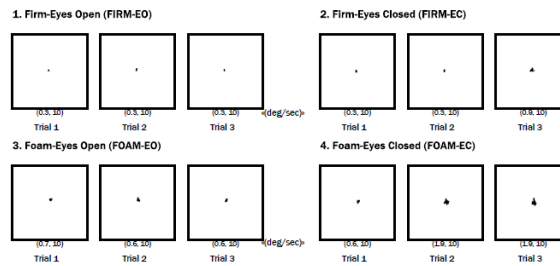 1. Firm-Eyes Open (FIRM-EO)
(0.3, 10) (0.3, 10) (0.3, 10) (deg/sec)
Trial 1 Trial 2 Trial 3
2. Firm-Eyes Closed (FIRM-EC)
(0.3, 10) (0.3, 10) (0.9, 10)
Trial 1 Trial 2 Trial 3
3. Foam-Eyes Open (FOAM-EO)
(0.7, 10) (0.6, 10) (0.6, 10) (deg/sec)
Trial 1 Trial 2 Trial 3
4. Foam-Eyes Closed (FOAM-EC)
(0.6, 10) (1.9, 10) (1.9, 10)
Trial 1 Trial 2 Trial 3